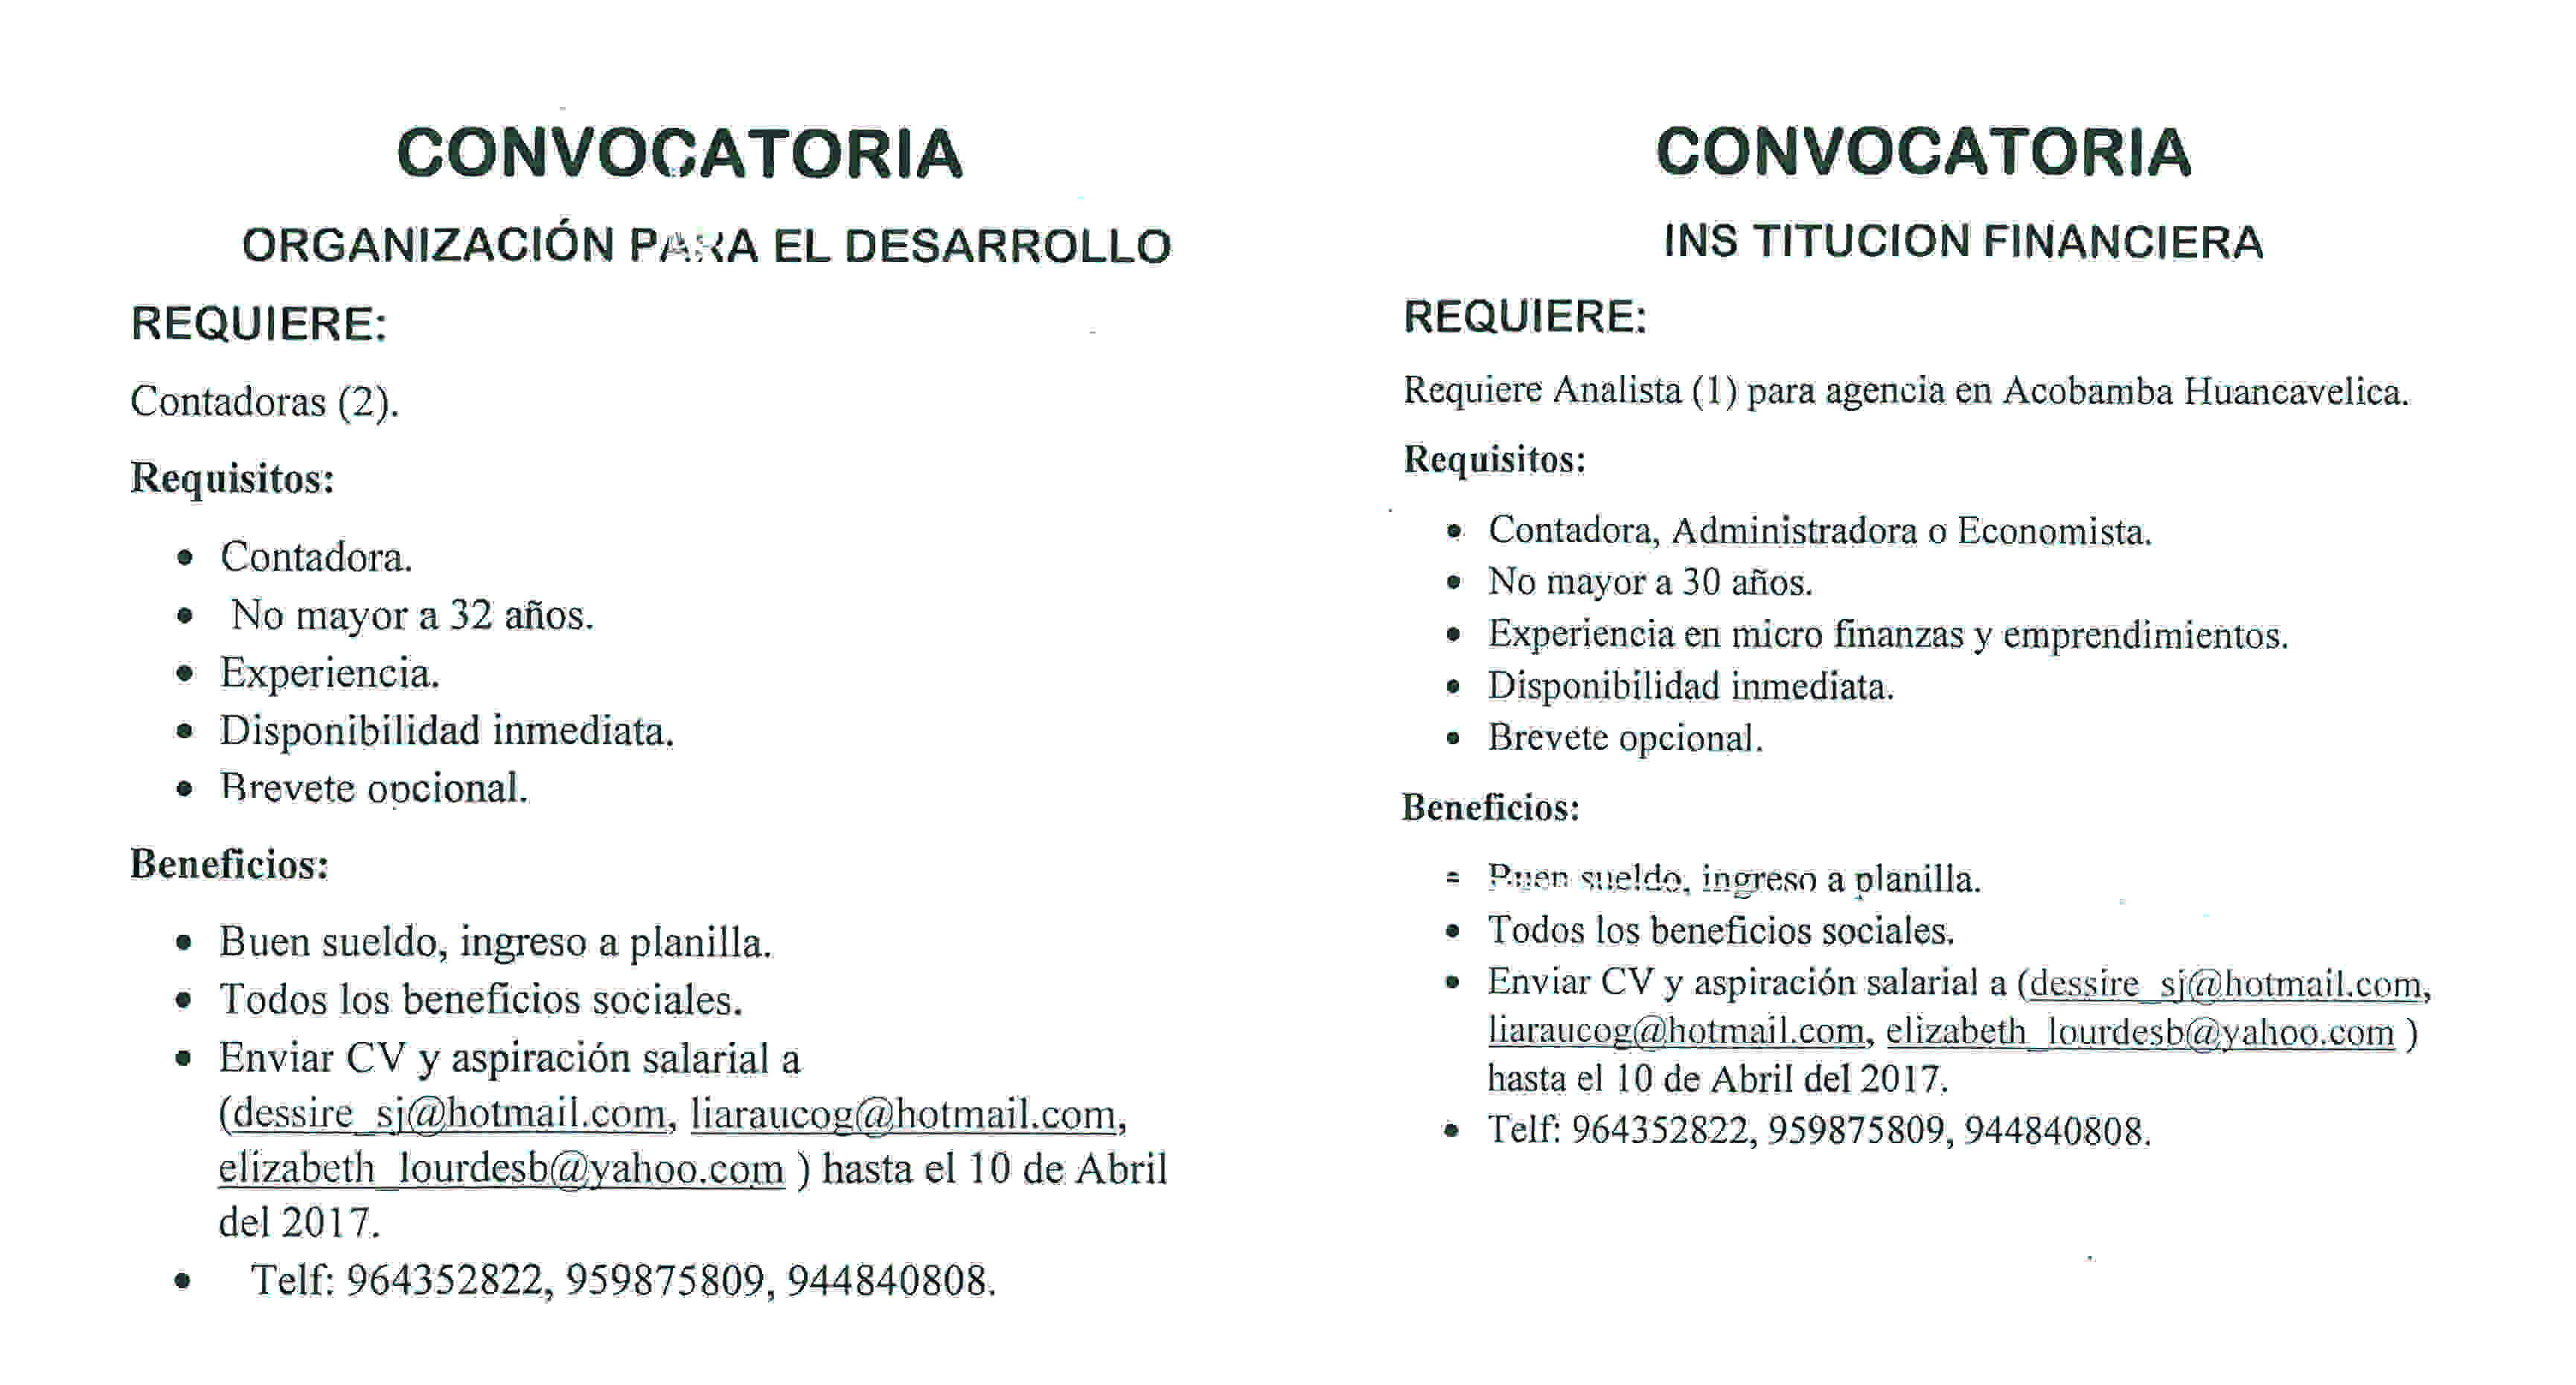 CONVOCATORIA
ORGANIZACIÓN PARA EL DESARROLLO
REQUIERE:
Contadoras (2).
Requisitos:
• Contadora.
• No mayor a 32 años.
• Experiencia.
• Disponibilidad inmediata.
• Brevete opcional.
Beneficios:
• Buen sueldo, ingreso a planilla.
• Todos los beneficios sociales.
• Enviar CV y aspiración salarial a
(dessire_sj@hotmail.com, liaraucog@hotmail.com,
elizabeth_lourdesb@yahoo.com ) hasta el 10 de Abril
del 2017.
• Telf: 964352822, 959875809, 944840808.
CONVOCATORIA
INS TITUCION FINANCIERA
REQUIERE:
Requiere Analista (1) para agencia en Acobamba Huancavelica.
Requisitos:
• Contadora, Administradora o Economista.
• No mayor a 30 años.
• Experiencia en micro finanzas y emprendimientos.
• Disponibilidad inmediata.
• Brevete opcional.
Beneficios:
• Buen sueldo, ingreso a planilla.
• Todos los beneficios sociales.
• Enviar CV y aspiración salarial a (dessire_sj@hotmail.com,
liaraucog@hotmail.com, elizabeth_lourdesb@yahoo.com )
hasta el 10 de Abril del 2017.
• Telf: 964352822, 959875809, 944840808.